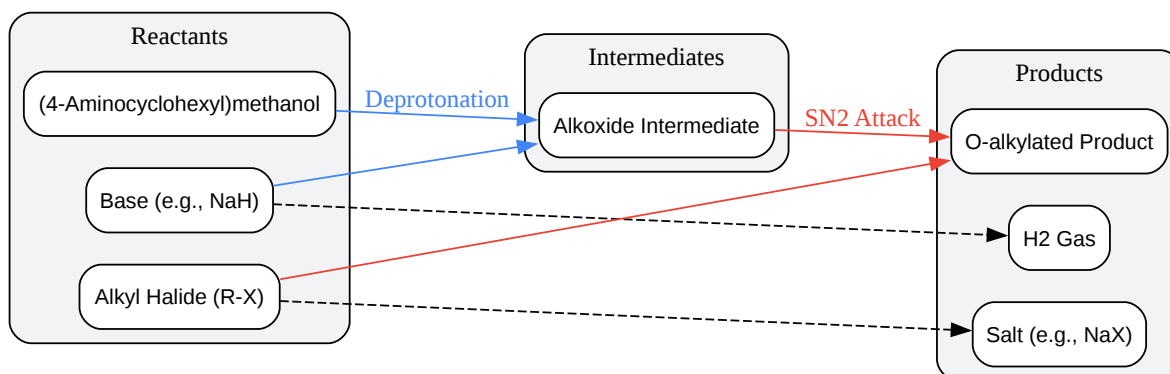 Reactants
(4-Aminocyclohexyl)methanol
Base (e.g., NaH)
Alkyl Halide (R-X)
Deprotonation
Intermediates
Alkoxide Intermediate
SN2 Attack
Products
O-alkylated Product
H2 Gas
Salt (e.g., NaX)